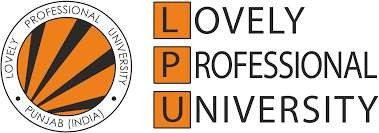 LOVELY PROFESSIONAL UNIVERSITY
• PUNJAB (INDIA) •
LOVELY
PROFESSIONAL
UNIVERSITY